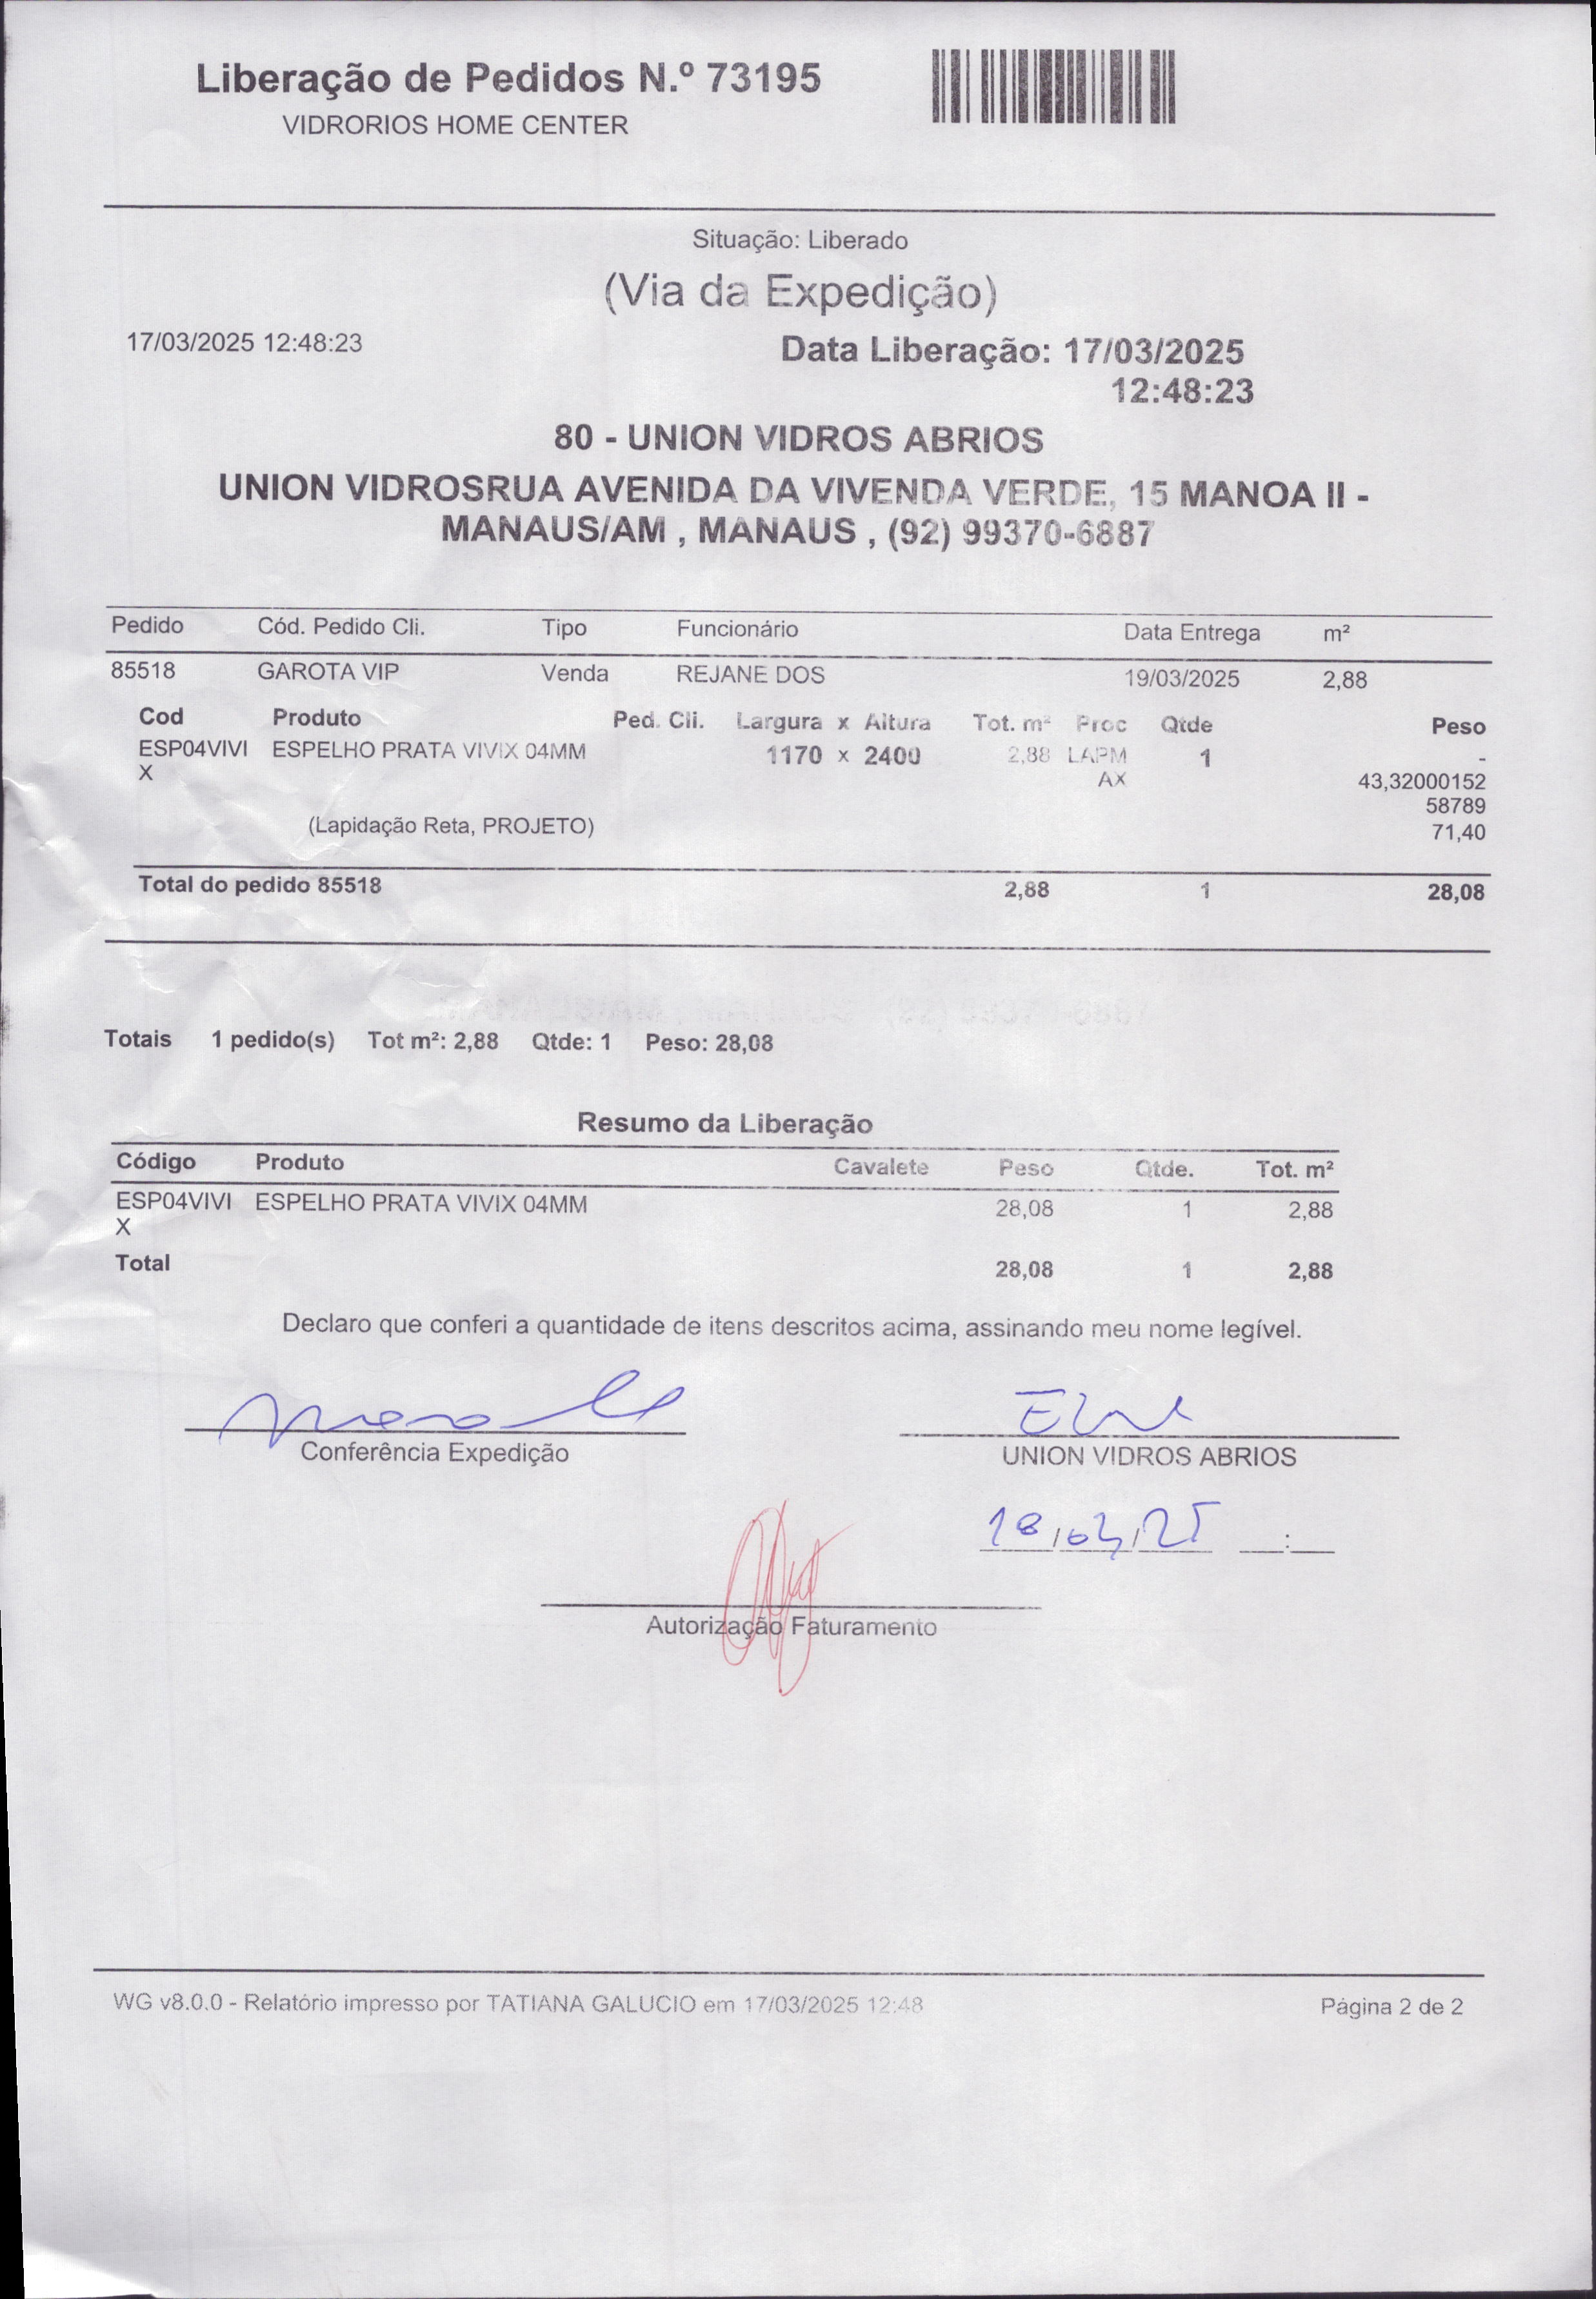 Liberação de Pedidos N.º 73195
VIDRORIOS HOME CENTER
Situação: Liberado
(Via da Expedição)
17/03/2025 12:48:23
Data Liberação: 17/03/2025
12:48:23
80 - UNION VIDROS ABRIOS
UNION VIDROSRUA AVENIDA DA VIVENDA VERDE, 15 MANOA II -
MANAUS/AM , MANAUS , (92) 99370-6887
Pedido Cód. Pedido Cli. Tipo Funcionário Data Entrega m²
85518 GAROTA VIP Venda REJANE DOS 19/03/2025 2,88
Cod Produto Ped. Cli. Largura x Altura Tot. m² Proc Qtde Peso
ESP04VIVI ESPELHO PRATA VIVIX 04MM 1170 x 2400 2,88 LAPM 1 -
X AX 43,32000152
58789
(Lapidação Reta, PROJETO) 71,40
Total do pedido 85518 2,88 1 28,08
Totais 1 pedido(s) Tot m²: 2,88 Qtde: 1 Peso: 28,08
Resumo da Liberação
Código Produto Cavalete Peso Qtde. Tot. m²
ESP04VIVI ESPELHO PRATA VIVIX 04MM 28,08 1 2,88
X
Total 28,08 1 2,88
Declaro que conferi a quantidade de itens descritos acima, assinando meu nome legível.
Conferência Expedição UNION VIDROS ABRIOS
18/03/25 __:__
Autorização Faturamento
WG v8.0.0 - Relatório impresso por TATIANA GALUCIO em 17/03/2025 12:48 Página 2 de 2